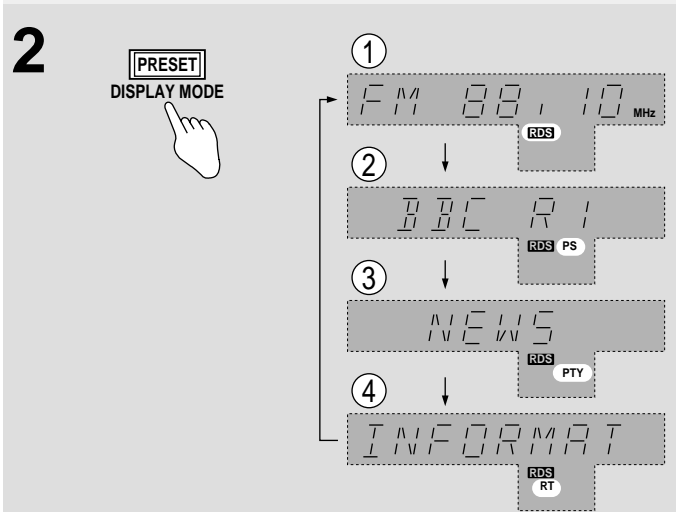 2
PRESET
DISPLAY MODE
1
FM 88.10 MHz
RDS
2
BBC R1
RDS PS
3
NEWS
RDS
PTY
4
INFORMAT
RDS
RT